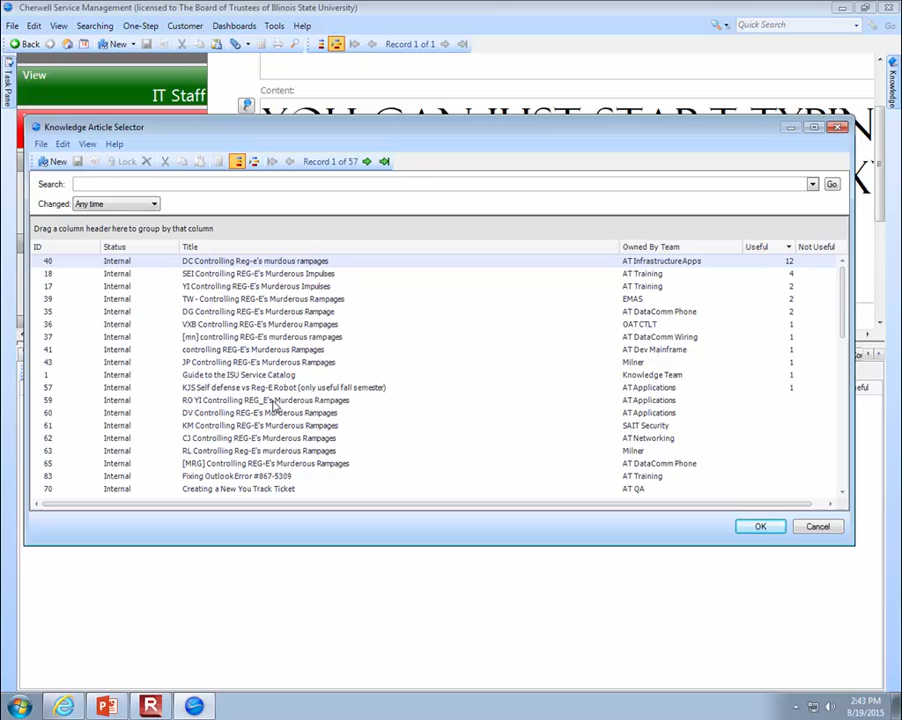 Cherwell Service Management (licensed to The Board of Trustees of Illinois State University)
File Edit View Searching One-Step Customer Dashboards Tools Help Quick Search Go
Back New Record 1 of 1
View Content:
IT Staff
YOU CAN JUST START TYPIN
Task Pane
Knowledge
Knowledge Article Selector
File Edit View Help
New Lock Record 1 of 57
Search: Go
Changed: Any time
Drag a column header here to group by that column
ID Status Title Owned By Team Useful Not Useful
40 Internal DC Controlling Reg-e's murdous rampages AT InfrastructureApps 12
18 Internal SEI Controlling REG-E's Murderous Impulses AT Training 4
17 Internal YI Controlling REG-E's Murderous Impulses AT Training 2
39 Internal TW - Controlling REG-E's Murderous Rampages EMAS 2
35 Internal DG Controlling REG-E's Murderous Rampage AT DataComm Phone 2
36 Internal VXB Controlling REG-E's Murderous Rampages OAT CTLT 1
37 Internal [mn] controlling REG-E's murderous rampages AT DataComm Wiring 1
41 Internal controlling REG-E's Murderous Rampages AT Dev Mainframe 1
43 Internal JP Controlling REG-E's Murderous Rampages Milner 1
1 Internal Guide to the ISU Service Catalog Knowledge Team 1
57 Internal KJS Self defense vs Reg-E Robot (only useful fall semester) AT Applications 1
59 Internal RO YI Controlling REG_E's Murderous Rampages AT Applications
60 Internal DV Controlling REG-E's Murderous Rampages AT Applications
61 Internal KM Controlling REG-E's Murderous Rampages SAIT Security
62 Internal CJ Controlling REG-E's Murderous Rampages AT Networking
63 Internal RL Controlling Reg-E's Murderous Rampages Milner
65 Internal [MRG] Controlling REG-E's Murderous Rampages AT DataComm Phone
83 Internal Fixing Outlook Error #867-5309 AT Training
70 Internal Creating a New You Track Ticket AT QA
OK Cancel
2:43 PM
8/19/2015